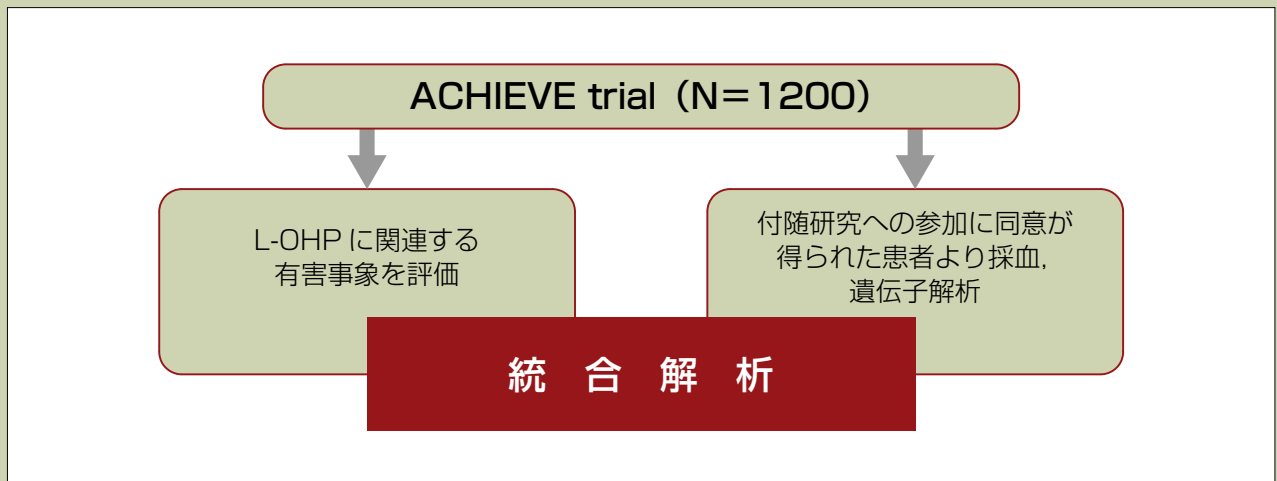 ACHIEVE trial（N＝1200）
L-OHP に関連する
有害事象を評価
付随研究への参加に同意が
得られた患者より採血，
遺伝子解析
統 合 解 析